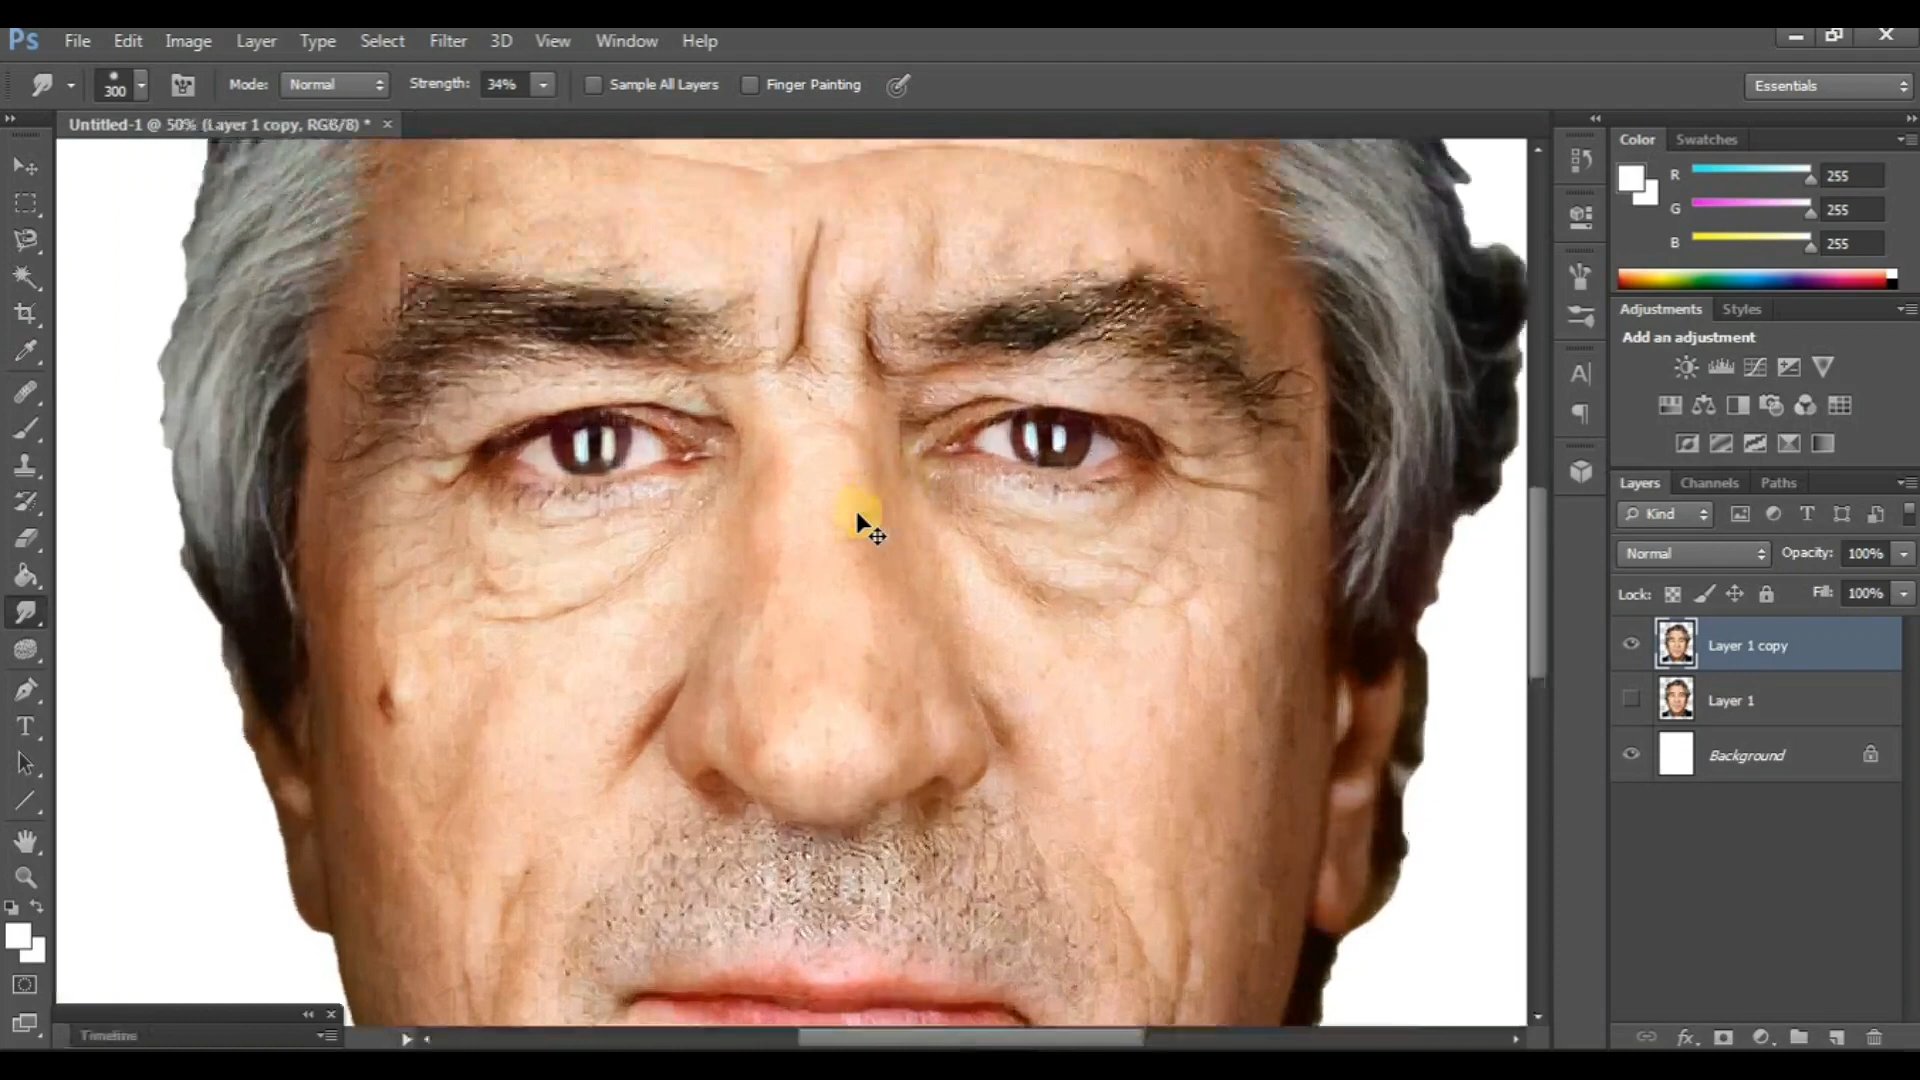 Ps File Edit Image Layer Type Select Filter 3D View Window Help
300 Mode: Normal Strength: 34% Sample All Layers Finger Painting Essentials
Untitled-1 @ 50% (Layer 1 copy, RGB/8) * ×
Color Swatches
R 255
G 255
B 255
Adjustments Styles
Add an adjustment
Layers Channels Paths
Kind
Normal Opacity: 100%
Lock: Fill: 100%
Layer 1 copy
Layer 1
Background
Timeline